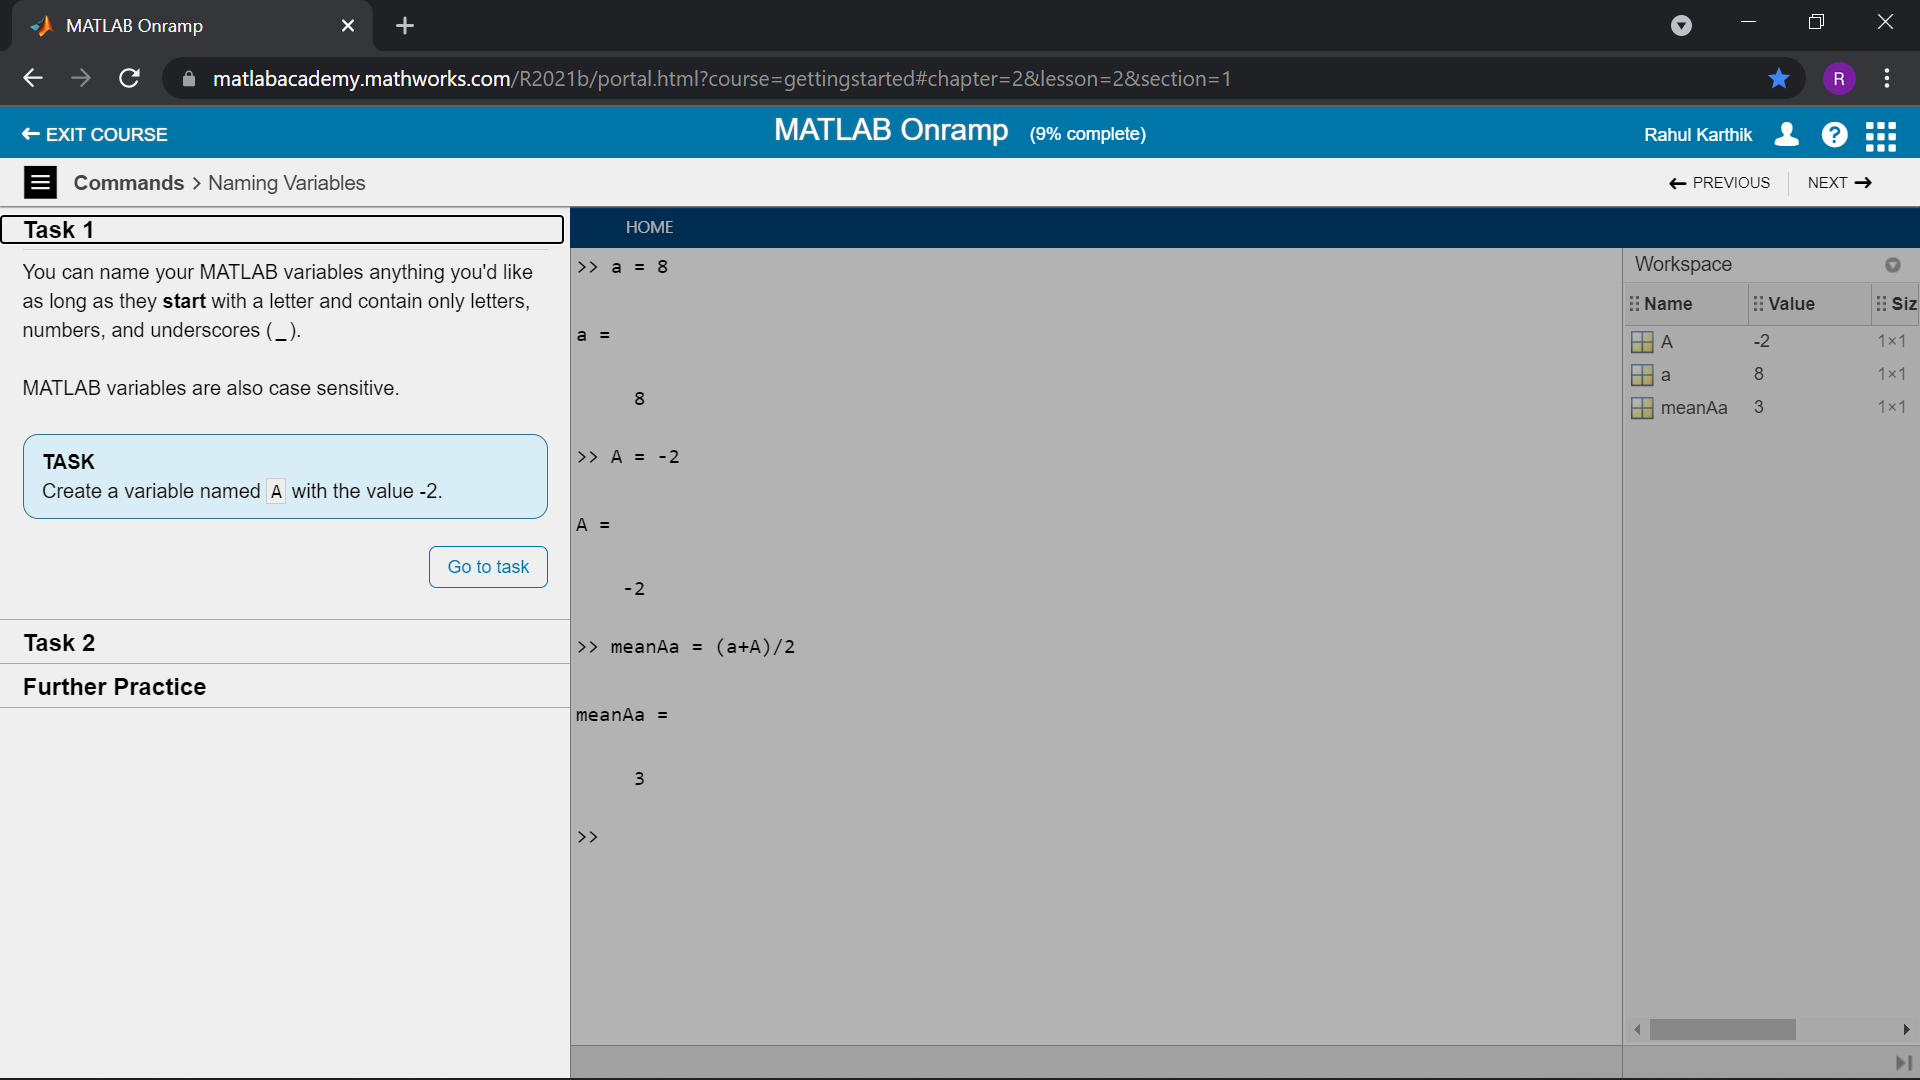 MATLAB Onramp
matlabacademy.mathworks.com/R2021b/portal.html?course=gettingstarted#chapter=2&lesson=2&section=1
R
EXIT COURSE
MATLAB Onramp (9% complete)
Rahul Karthik
?
Commands > Naming Variables
PREVIOUS
NEXT
Task 1
You can name your MATLAB variables anything you'd like
as long as they start with a letter and contain only letters,
numbers, and underscores (_).
MATLAB variables are also case sensitive.
TASK
Create a variable named A with the value -2.
Go to task
Task 2
Further Practice
HOME
>> a = 8
a =
8
>> A = -2
A =
-2
>> meanAa = (a+A)/2
meanAa =
3
>>
Workspace
Name Value Siz
A -2 1×1
a 8 1×1
meanAa 3 1×1